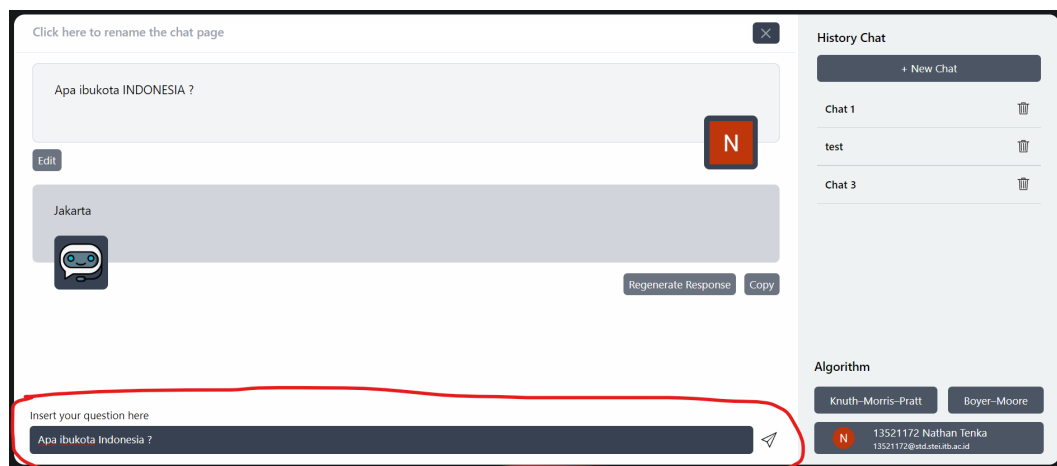 Click here to rename the chat page
Apa ibukota INDONESIA ?
N
Edit
Jakarta
Regenerate Response
Copy
Insert your question here
Apa ibukota Indonesia ?
History Chat
+ New Chat
Chat 1
test
Chat 3
Algorithm
Knuth–Morris–Pratt
Boyer–Moore
N
13521172 Nathan Tenka
13521172@std.stei.itb.ac.id